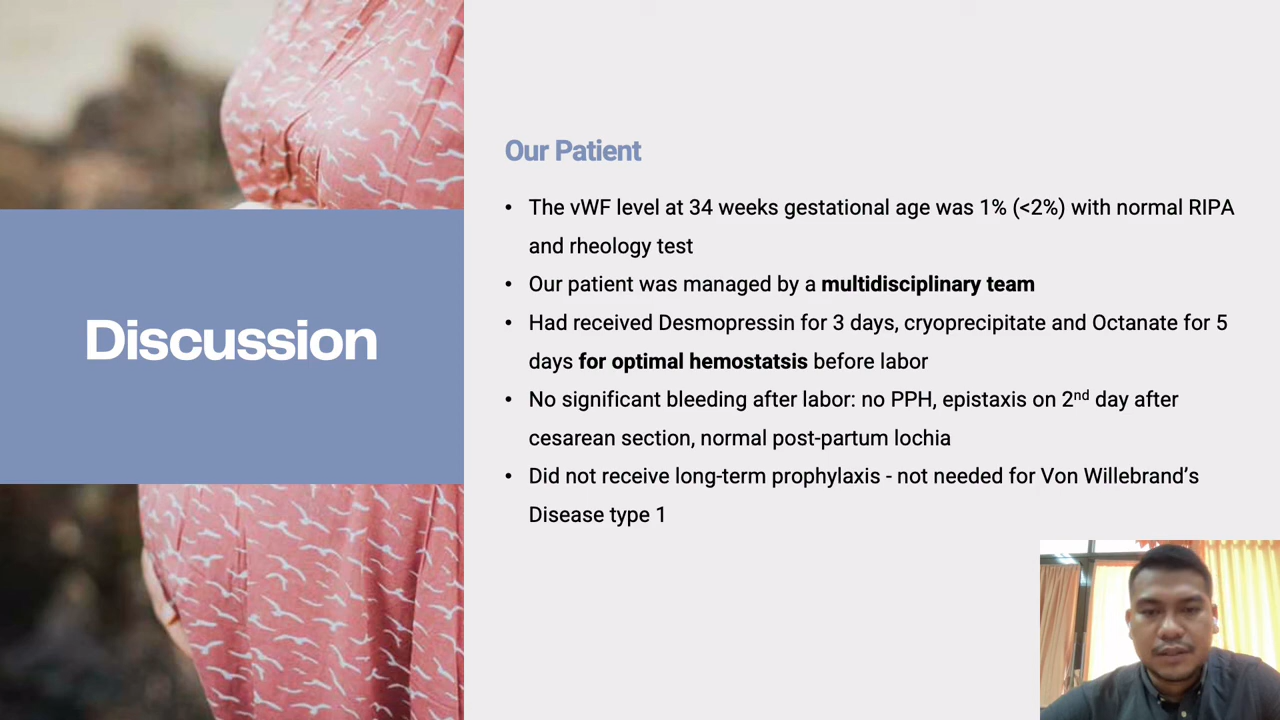 Discussion
Our Patient
• The vWF level at 34 weeks gestational age was 1% (<2%) with normal RIPA
and rheology test
• Our patient was managed by a multidisciplinary team
• Had received Desmopressin for 3 days, cryoprecipitate and Octanate for 5
days for optimal hemostatsis before labor
• No significant bleeding after labor: no PPH, epistaxis on 2nd day after
cesarean section, normal post-partum lochia
• Did not receive long-term prophylaxis - not needed for Von Willebrand’s
Disease type 1